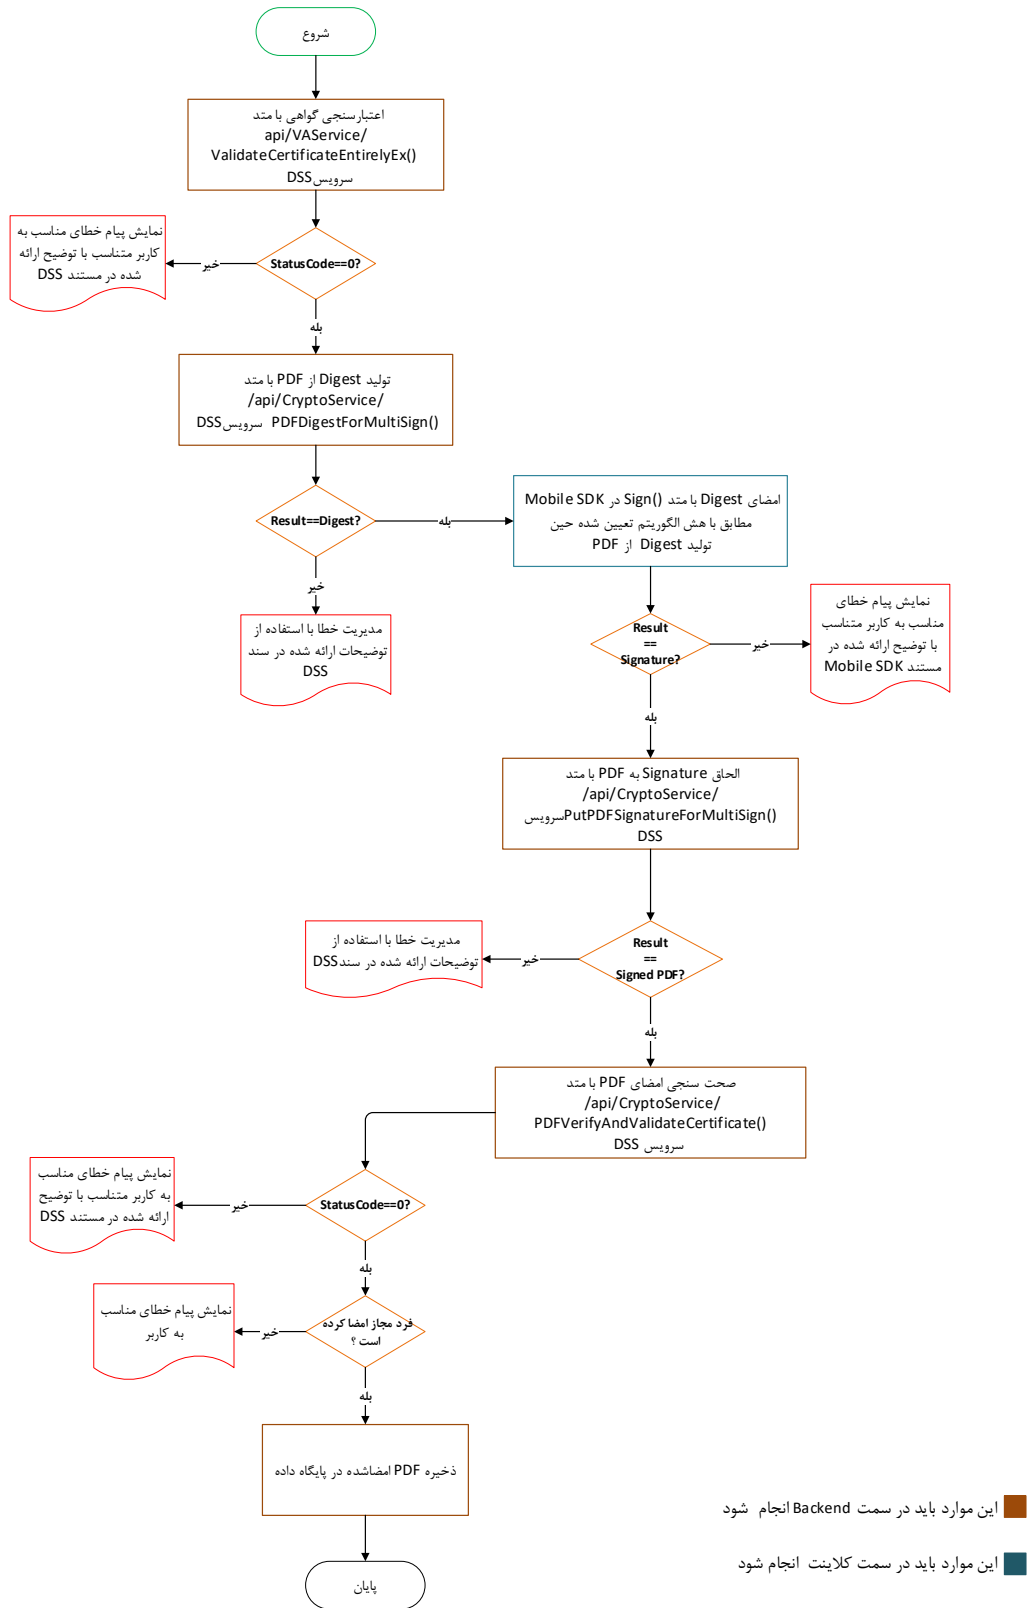 شروع
اعتبارسنجی گواهی با متد
api/VAService/
ValidateCertificateEntirelyEx()
سرویس DSS
StatusCode==0?
خیر
نمایش پیام خطای مناسب به
کاربر متناسب با توضیح ارائه
شده در مستند DSS
بله
تولید Digest از PDF با متد
/api/CryptoService/
PDFDigestForMultiSign() سرویس DSS
Result==Digest?
بله
امضای Digest با متد Sign() در Mobile SDK
مطابق با هش الگوریتم تعیین شده حین
تولید Digest از PDF
خیر
مدیریت خطا با استفاده از
توضیحات ارائه شده در سند
DSS
Result
==
Signature?
خیر
نمایش پیام خطای
مناسب به کاربر متناسب
با توضیح ارائه شده در
مستند Mobile SDK
بله
الحاق Signature به PDF با متد
/api/CryptoService/
PutPDFSignatureForMultiSign() سرویس
DSS
Result
==
Signed PDF?
خیر
مدیریت خطا با استفاده از
توضیحات ارائه شده در سند DSS
بله
صحت سنجی امضای PDF با متد
/api/CryptoService/
PDFVerifyAndValidateCertificate()
سرویس DSS
StatusCode==0?
خیر
نمایش پیام خطای مناسب
به کاربر متناسب با توضیح
ارائه شده در مستند DSS
بله
فرد مجاز امضا کرده
است ؟
خیر
نمایش پیام خطای مناسب
به کاربر
بله
ذخیره PDF امضاشده در پایگاه داده
پایان
این موارد باید در سمت Backend انجام شود
این موارد باید در سمت کلاینت انجام شود